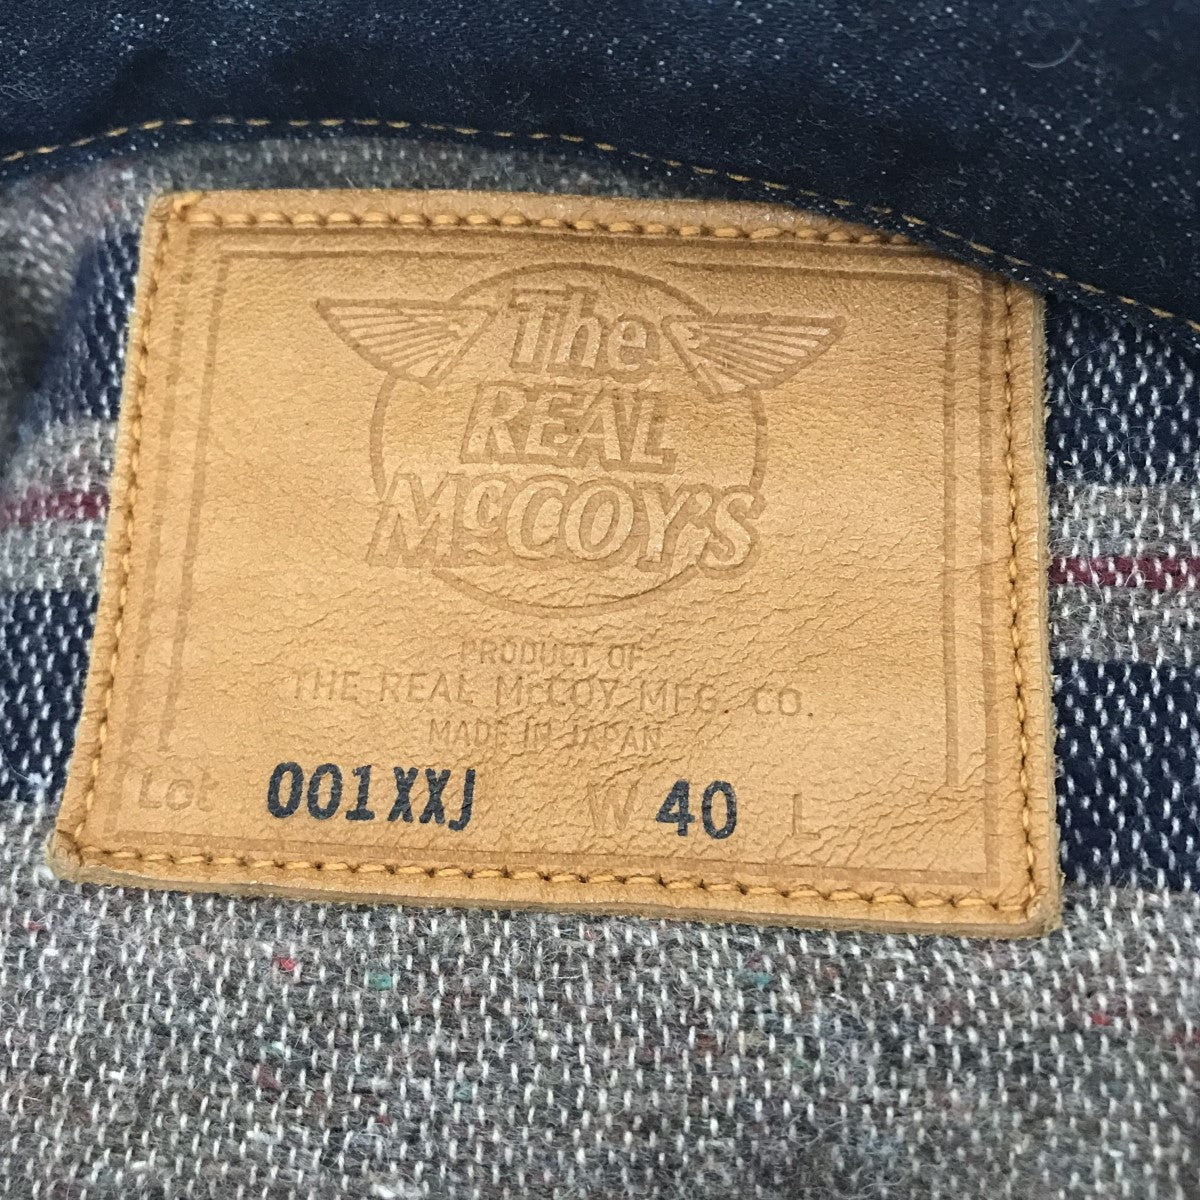 The
REAL
McCOY'S
PRODUCT OF
THE REAL McCOY MFG. CO.
MADE IN JAPAN
Lot 001XXJ W 40 L